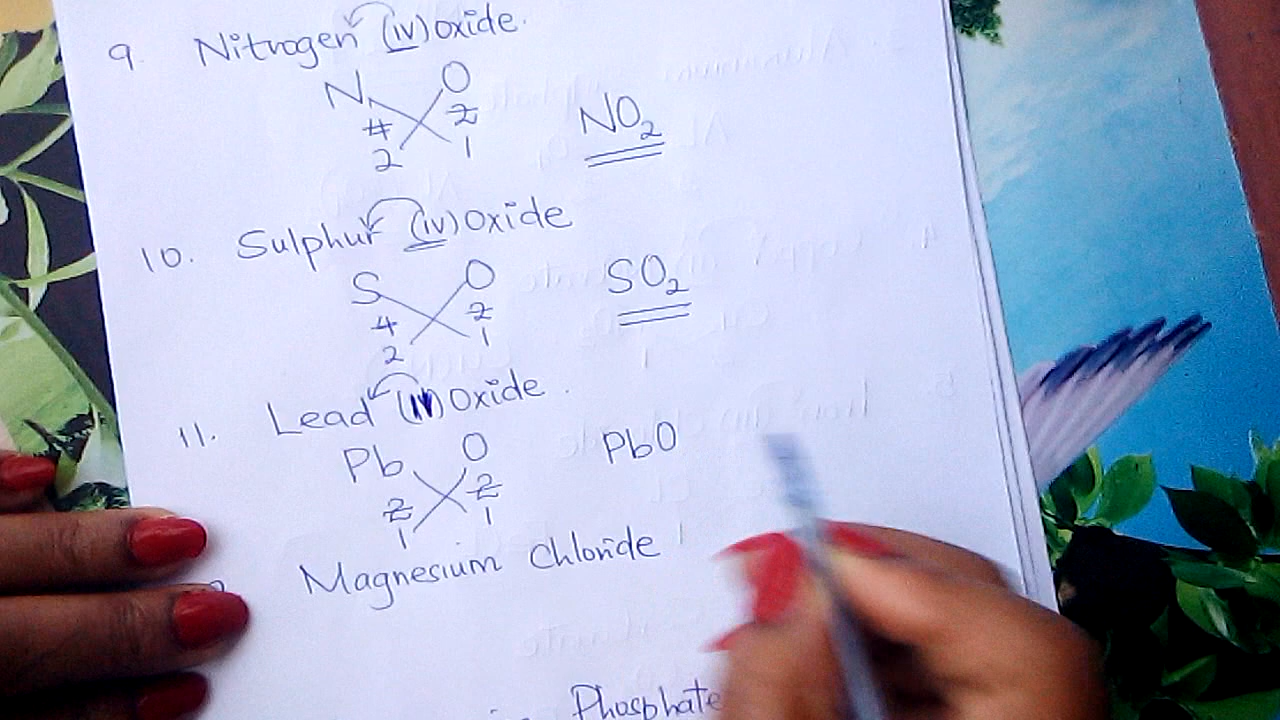 9. Nitrogen (IV) Oxide.
N O
4 2
2 1
NO₂
10. Sulphur (IV) Oxide
S O
4 2
2 1
SO₂
11. Lead (II) Oxide.
Pb O
2 2
1 1
PbO
Magnesium Chloride
Phosphate